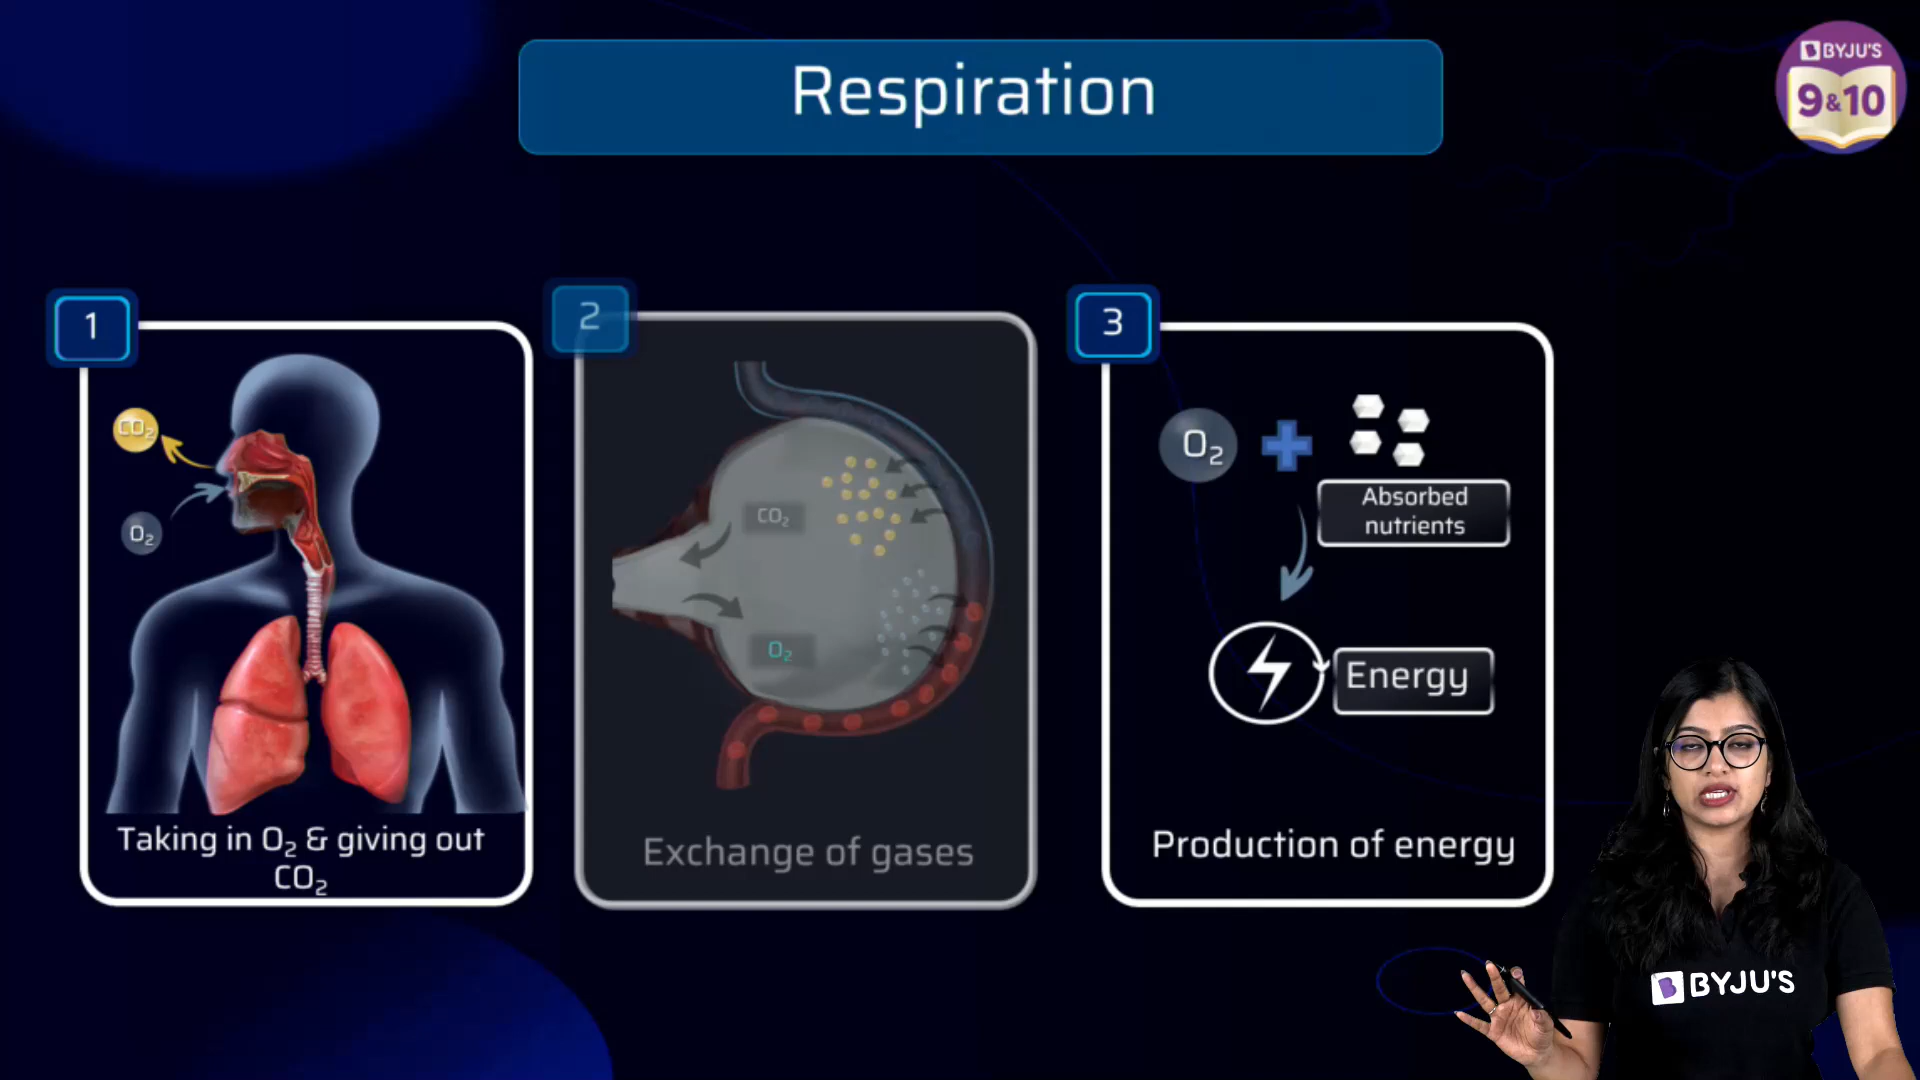 Respiration
BYJU'S
9&10
1
CO₂
O₂
Taking in O₂ & giving out
CO₂
2
CO₂
O₂
Exchange of gases
3
O₂
Absorbed
nutrients
Energy
Production of energy
BYJU'S